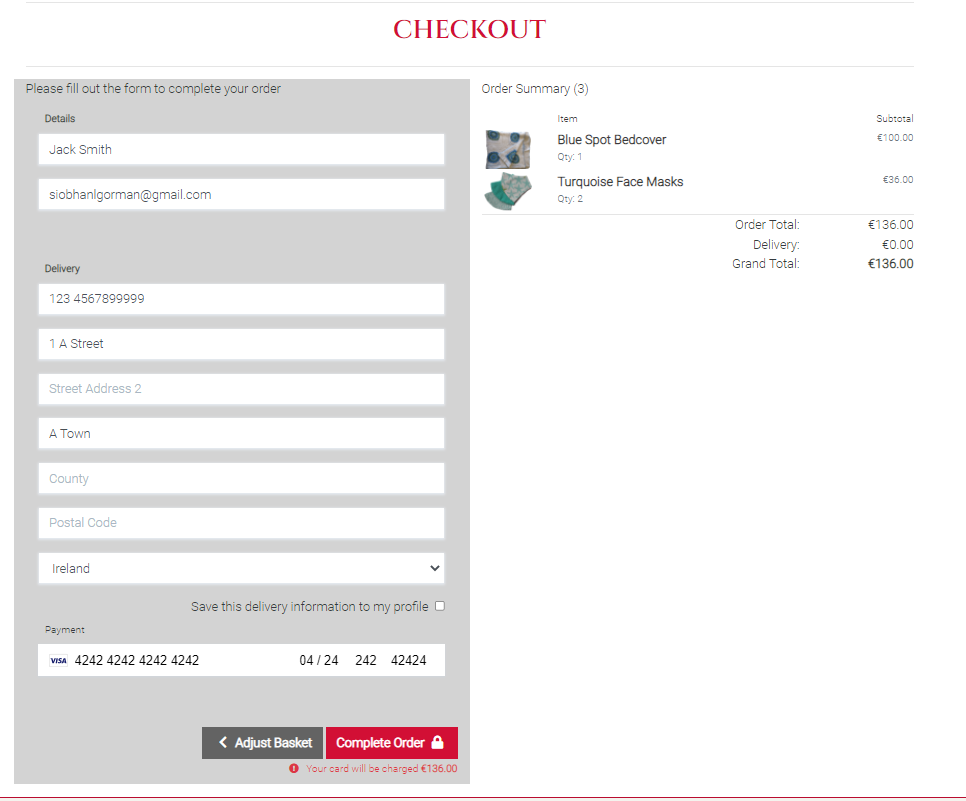 CHECKOUT
Please fill out the form to complete your order
Details
Jack Smith
siobhanlgorman@gmail.com
Delivery
123 4567899999
1 A Street
Street Address 2
A Town
County
Postal Code
Ireland
Save this delivery information to my profile
Payment
VISA 4242 4242 4242 4242 04 / 24 242 42424
Adjust Basket Complete Order
Your card will be charged €136.00
Order Summary (3)
Item Subtotal
Blue Spot Bedcover €100.00
Qty: 1
Turquoise Face Masks €36.00
Qty: 2
Order Total: €136.00
Delivery: €0.00
Grand Total: €136.00